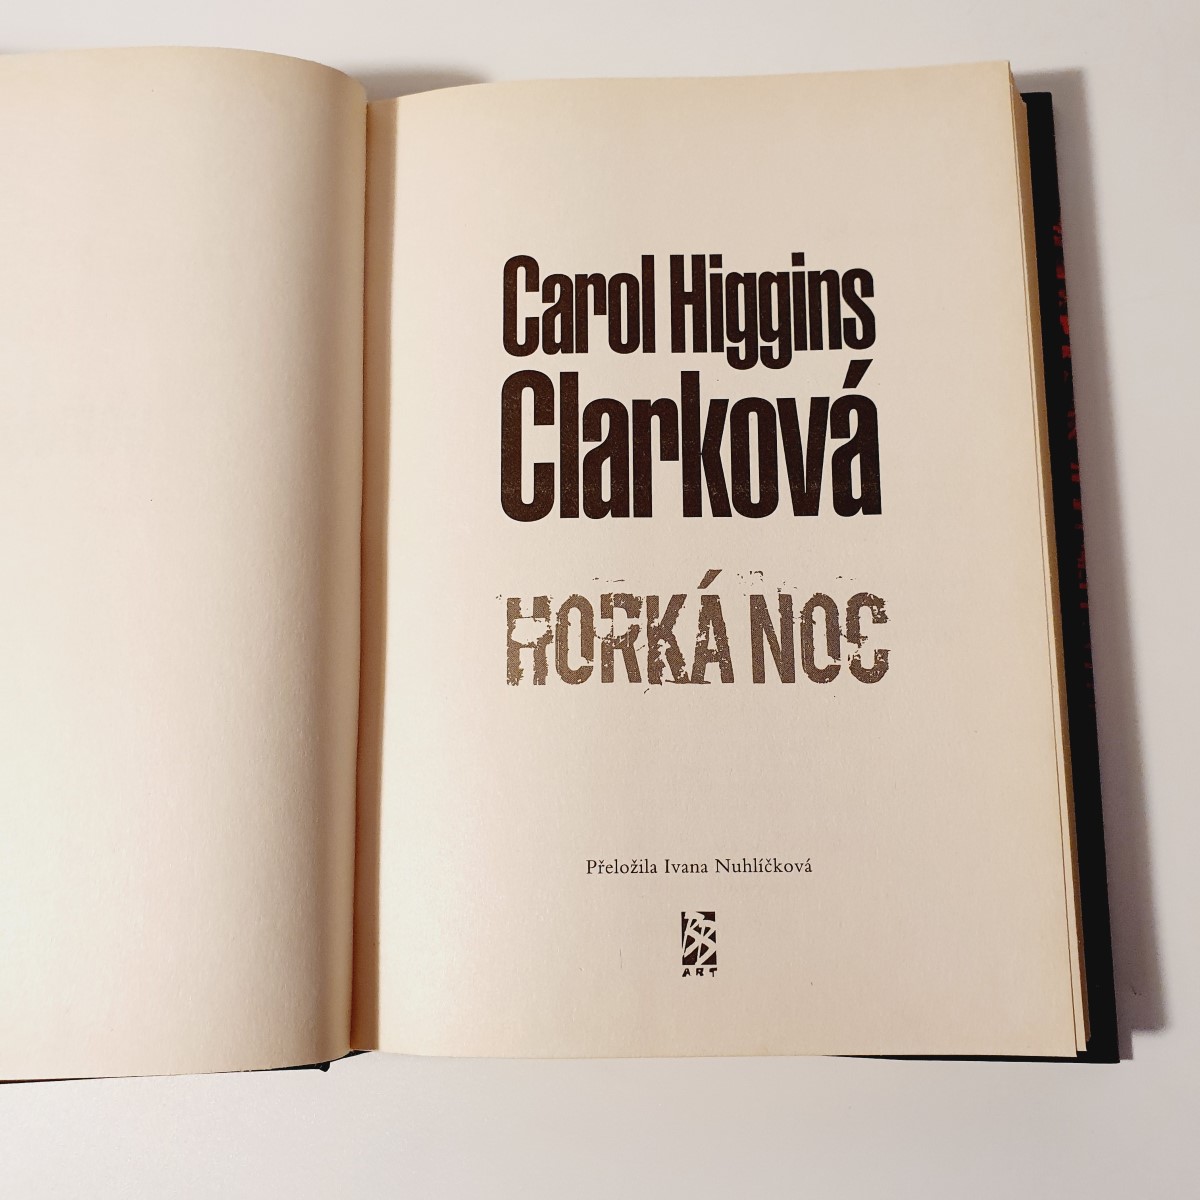 Carol Higgins
Clarková
HORKÁ NOC
Přeložila Ivana Nuhlíčková
BB
ART